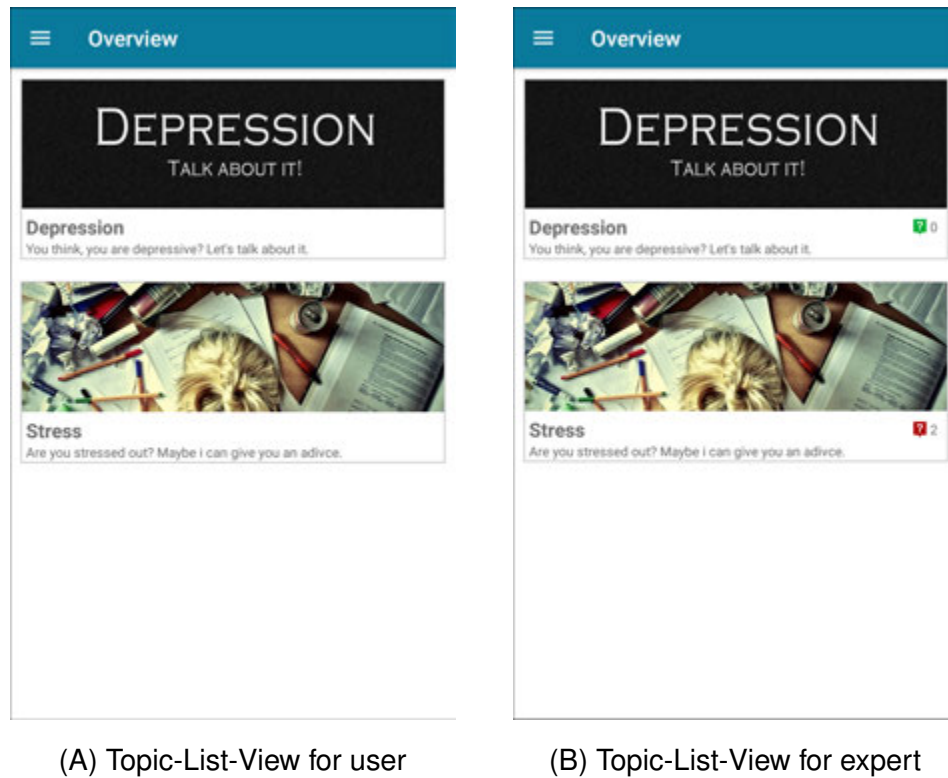 Overview
DEPRESSION
TALK ABOUT IT!
Depression
You think, you are depressive? Let's talk about it.
Stress
Are you stressed out? Maybe i can give you an adivce.
(A) Topic-List-View for user
Overview
DEPRESSION
TALK ABOUT IT!
Depression
? 0
You think, you are depressive? Let's talk about it.
Stress
? 2
Are you stressed out? Maybe i can give you an adivce.
(B) Topic-List-View for expert